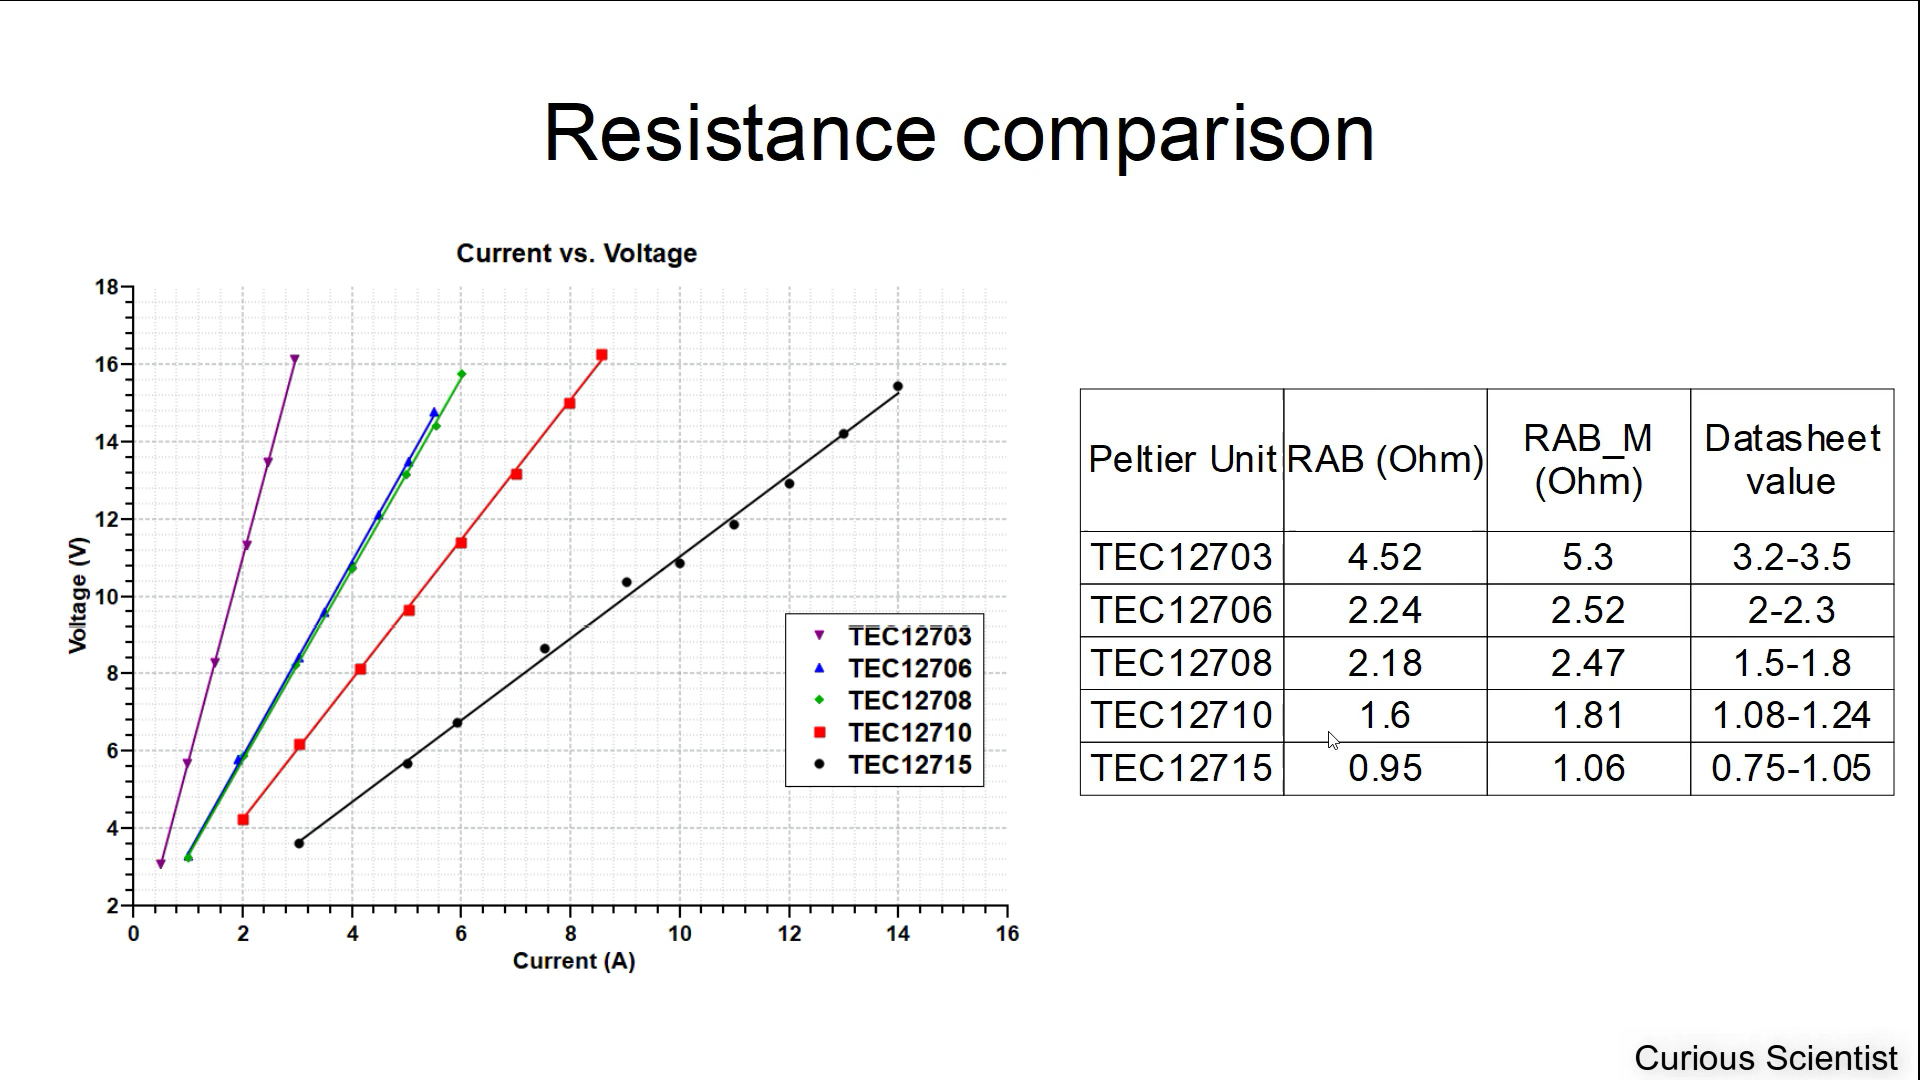 Resistance comparison
Current vs. Voltage
18
16
14
12
10
8
6
4
2
Voltage (V)
0 2 4 6 8 10 12 14 16
Current (A)
TEC12703
TEC12706
TEC12708
TEC12710
TEC12715
Peltier Unit RAB (Ohm) RAB_M (Ohm) Datasheet value
TEC12703 4.52 5.3 3.2-3.5
TEC12706 2.24 2.52 2-2.3
TEC12708 2.18 2.47 1.5-1.8
TEC12710 1.6 1.81 1.08-1.24
TEC12715 0.95 1.06 0.75-1.05
Curious Scientist